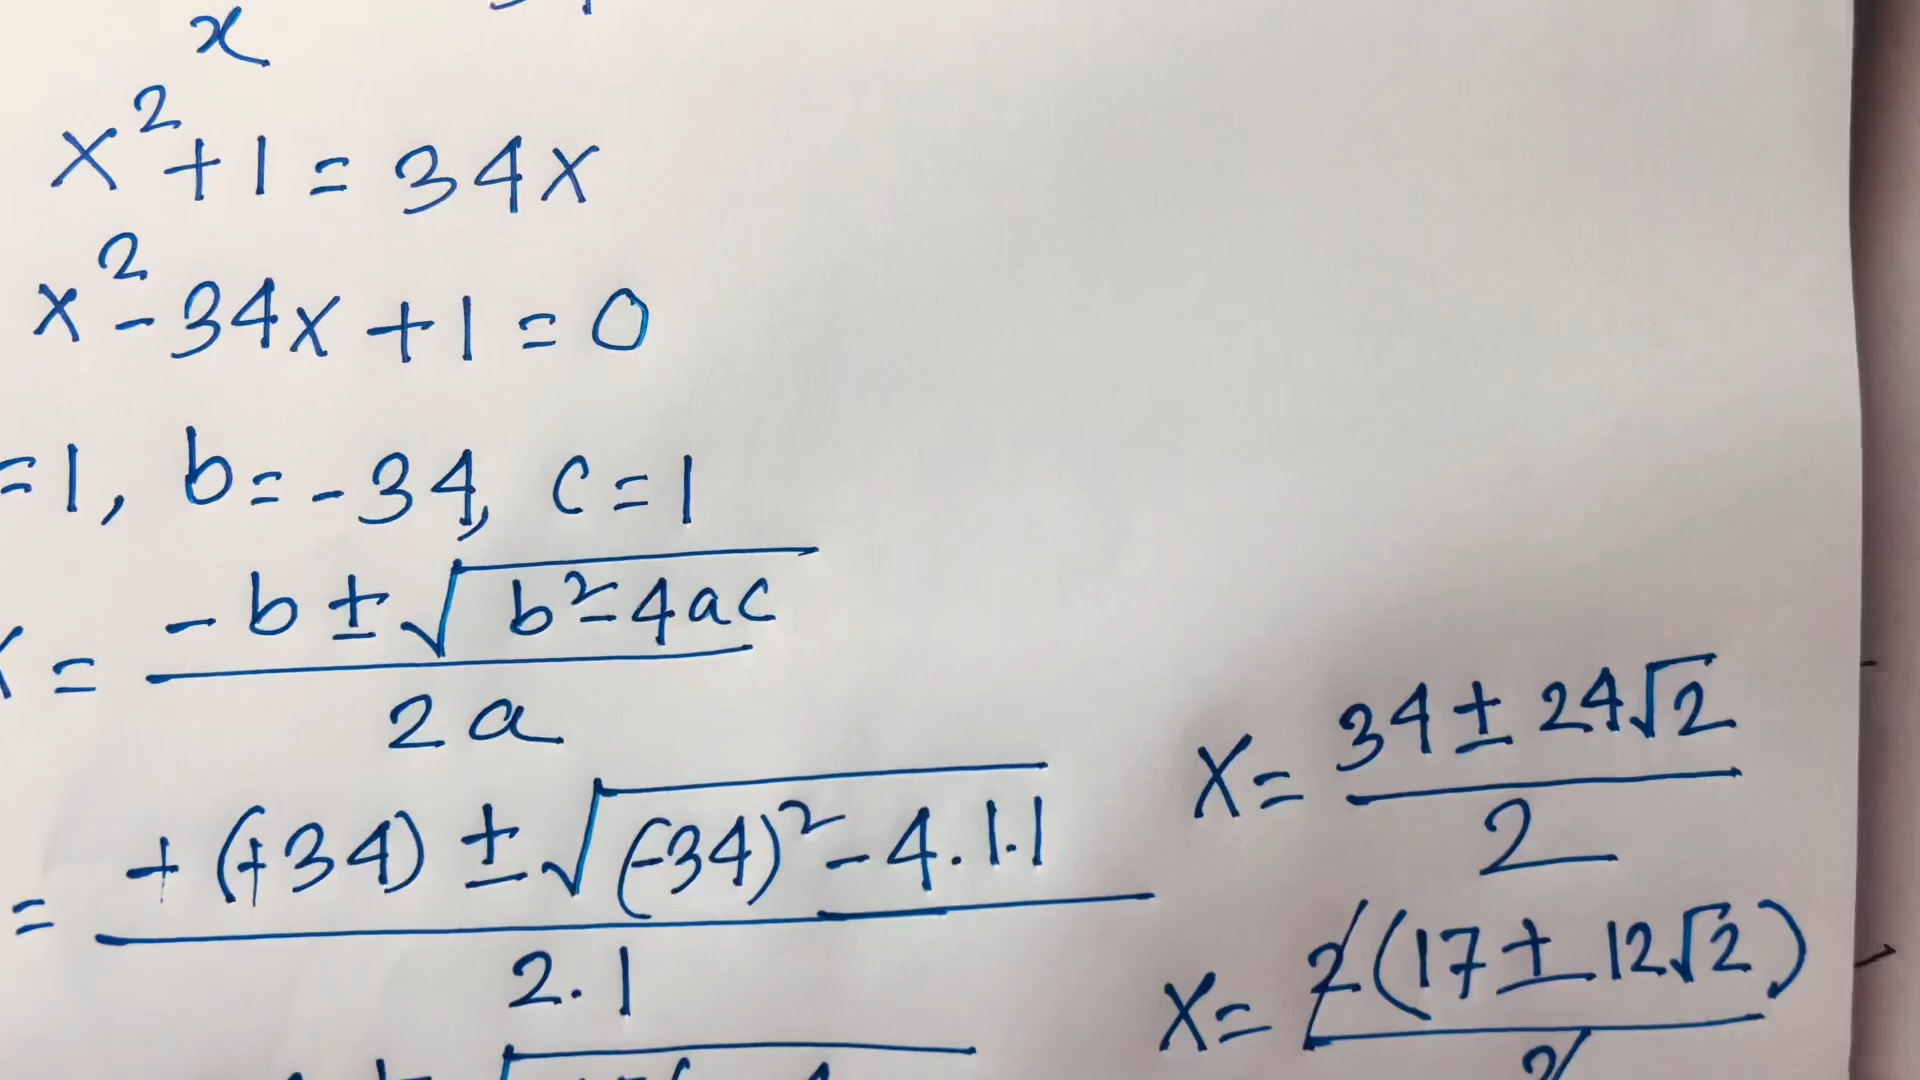 x
x²+1 = 34x
x²-34x+1=0
=1, b=-34, c=1
x = (-b±√(b²-4ac))/(2a)
= (+(+34)±√((-34)²-4.1.1))/(2.1)
x = (34±24√2)/2
x = 2(17±12√2)/2